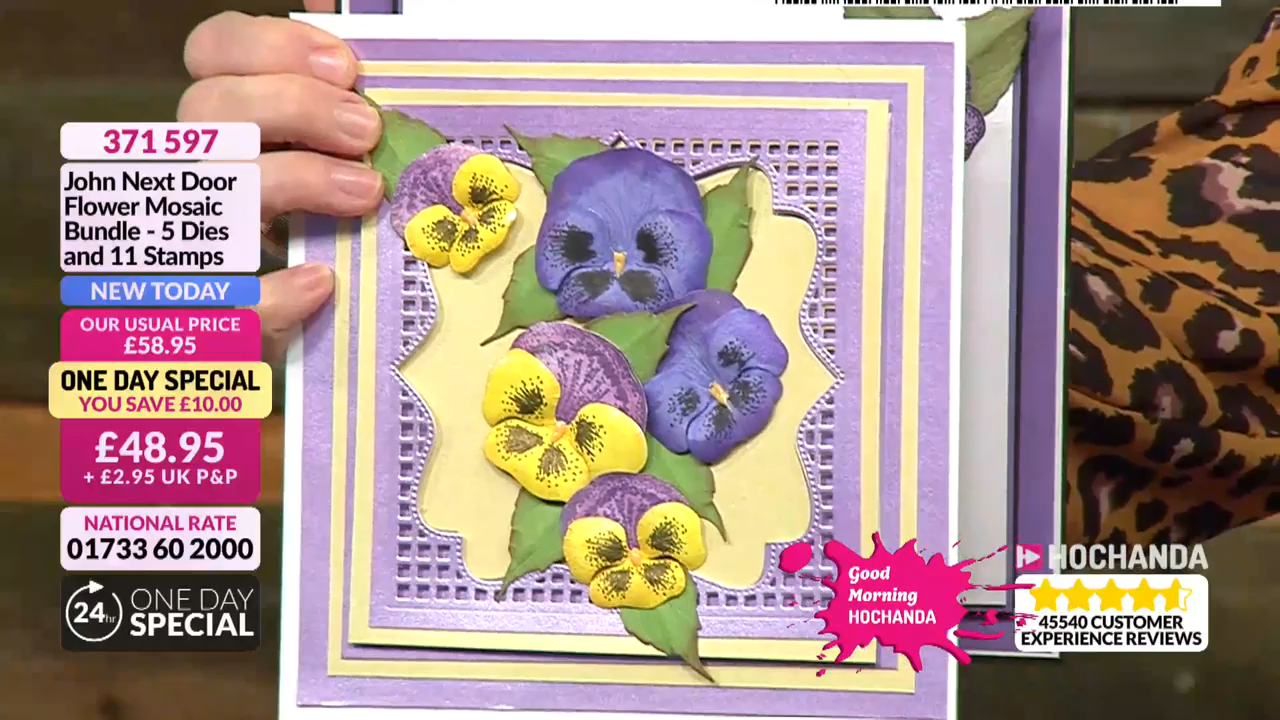 371 597
John Next Door
Flower Mosaic
Bundle - 5 Dies
and 11 Stamps
NEW TODAY
OUR USUAL PRICE
£58.95
ONE DAY SPECIAL
YOU SAVE £10.00
£48.95
+ £2.95 UK P&P
NATIONAL RATE
01733 60 2000
24hr
ONE DAY
SPECIAL
Good
Morning
HOCHANDA
HOCHANDA
45540 CUSTOMER
EXPERIENCE REVIEWS